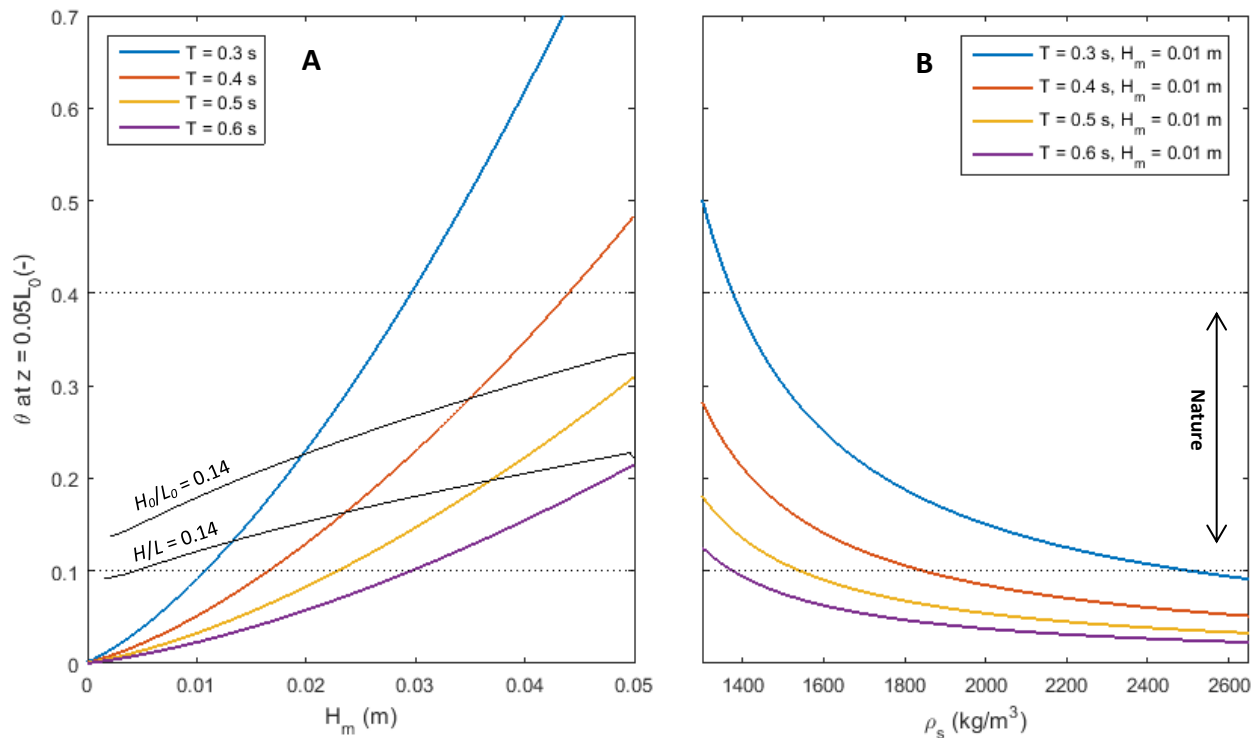 A
T = 0.3 s
T = 0.4 s
T = 0.5 s
T = 0.6 s
0.7
0.6
0.5
0.4
0.3
0.2
0.1
0
θ at z = 0.05L₀(-)
H₀/L₀ = 0.14
H/L = 0.14
0
0.01
0.02
0.03
0.04
0.05
Hₘ (m)
B
T = 0.3 s, Hₘ = 0.01 m
T = 0.4 s, Hₘ = 0.01 m
T = 0.5 s, Hₘ = 0.01 m
T = 0.6 s, Hₘ = 0.01 m
Nature
1400
1600
1800
2000
2200
2400
2600
ρₛ (kg/m³)